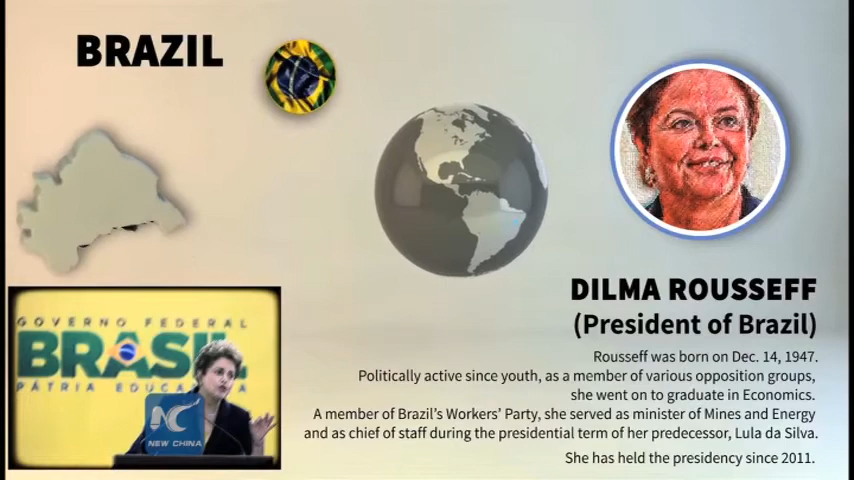 BRAZIL
DILMA ROUSSEFF
(President of Brazil)
Rousseff was born on Dec. 14, 1947.
Politically active since youth, as a member of various opposition groups,
she went on to graduate in Economics.
A member of Brazil's Workers' Party, she served as minister of Mines and Energy
and as chief of staff during the presidential term of her predecessor, Lula da Silva.
She has held the presidency since 2011.
GOVERNO FEDERAL
BRASIL
PÁTRIA EDUCA
NC
NEW CHINA